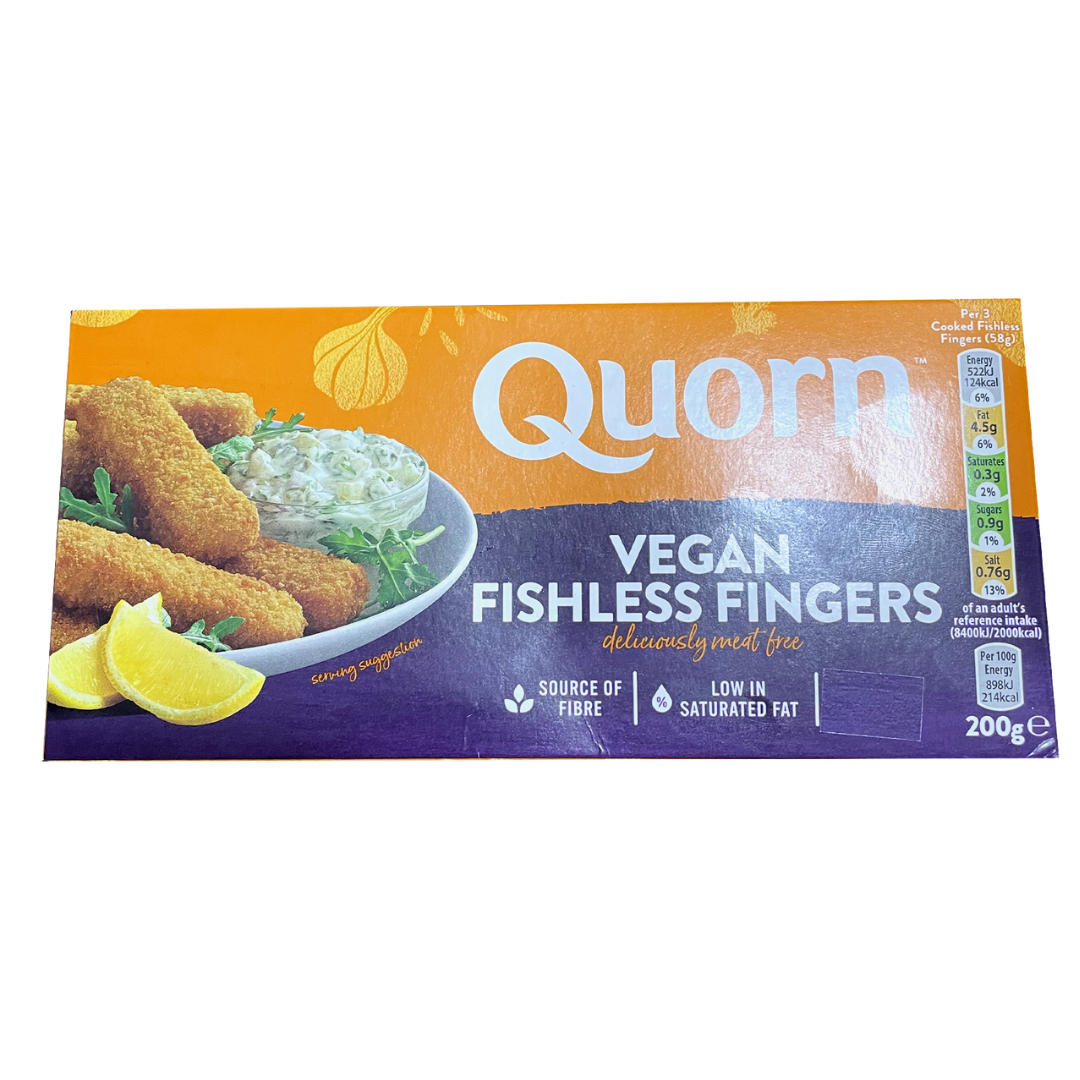 Quorn™
VEGAN
FISHLESS FINGERS
deliciously meat free
serving suggestion
SOURCE OF
FIBRE
%
LOW IN
SATURATED FAT
Per 3
Cooked Fishless
Fingers (58g)
Energy
522kJ
124kcal
6%
Fat
4.5g
6%
Saturates
0.3g
2%
Sugars
0.9g
1%
Salt
0.76g
13%
of an adult's
reference intake
(8400kJ/2000kcal)
Per 100g
Energy
898kJ
214kcal
200g ℮